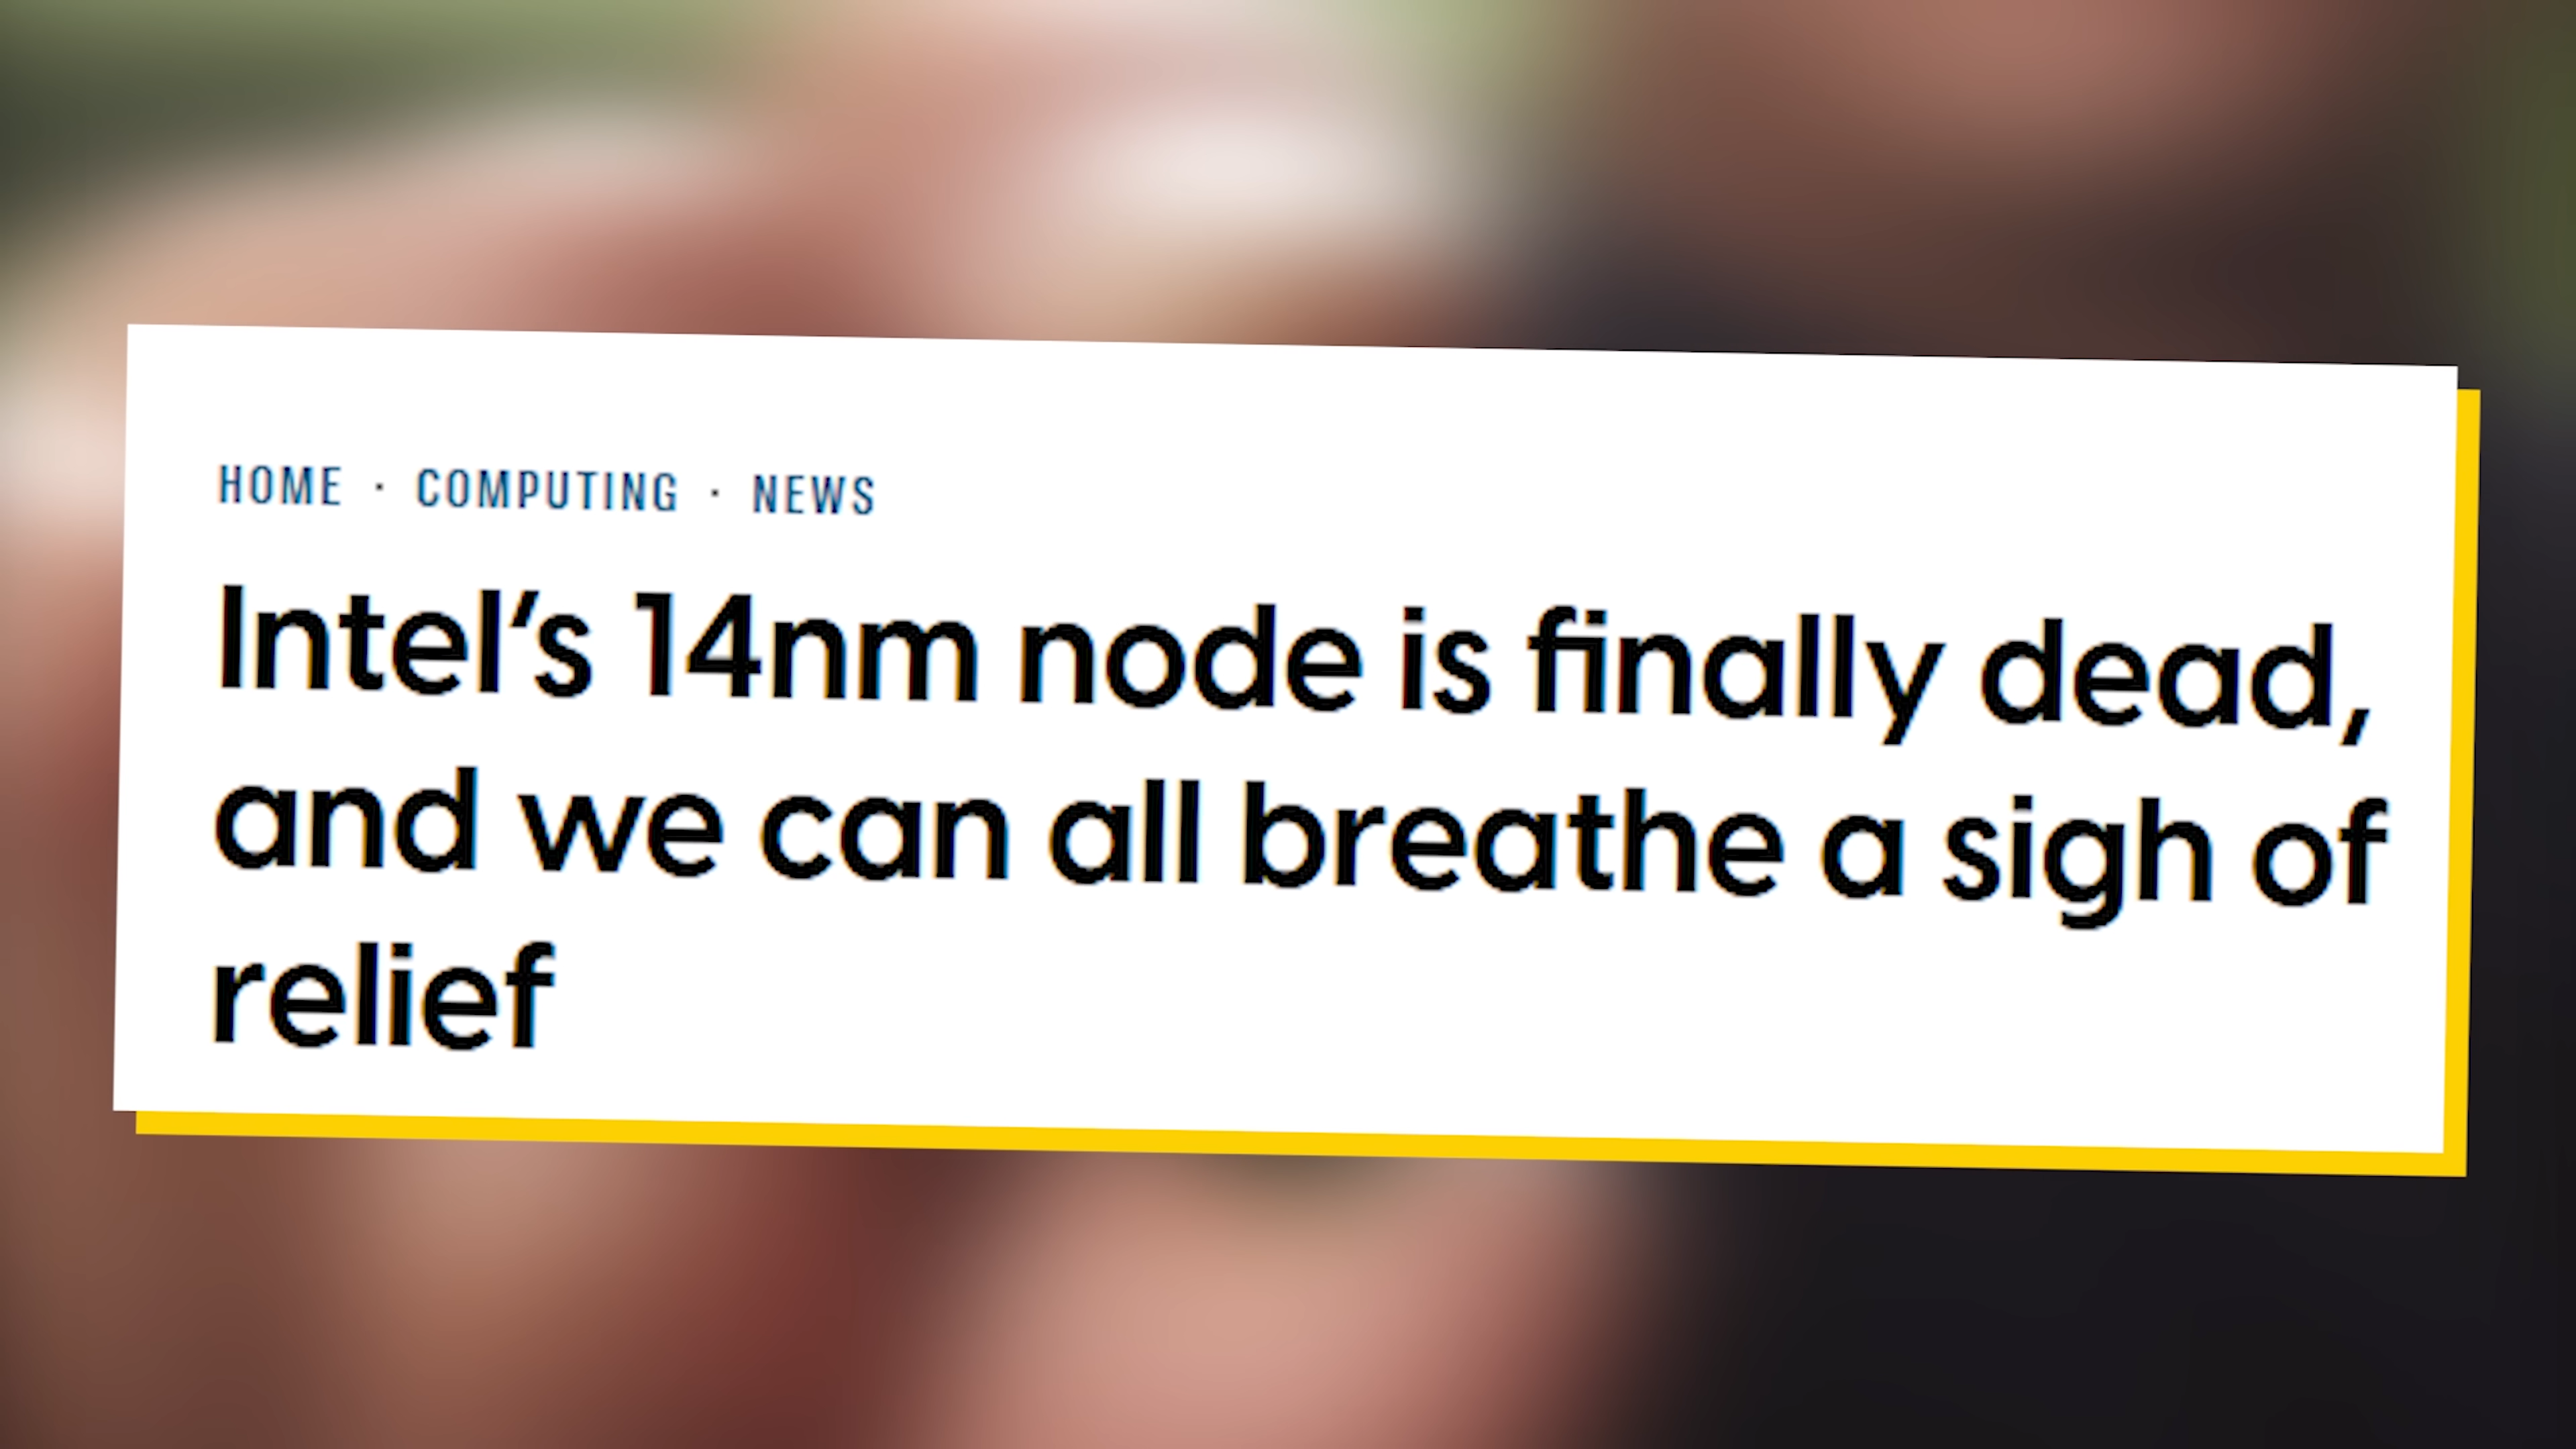 HOME · COMPUTING · NEWS
Intel’s 14nm node is finally dead,
and we can all breathe a sigh of
relief